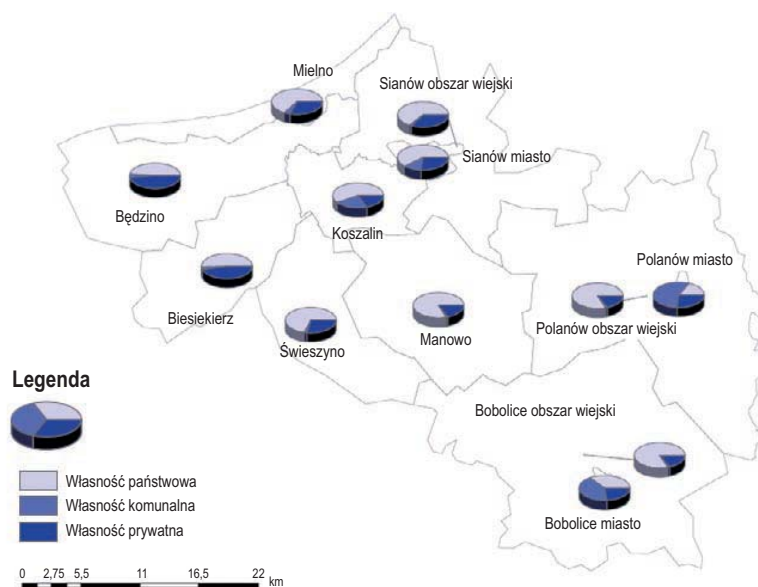 Mielno
Sianów obszar wiejski
Sianów miasto
Będzino
Koszalin
Polanów miasto
Biesiekierz
Polanów obszar wiejski
Manowo
Świeszyno
Legenda
Bobolice obszar wiejski
Własność państwowa
Własność komunalna
Własność prywatna
Bobolice miasto
0 2,75 5,5 11 16,5 22
km